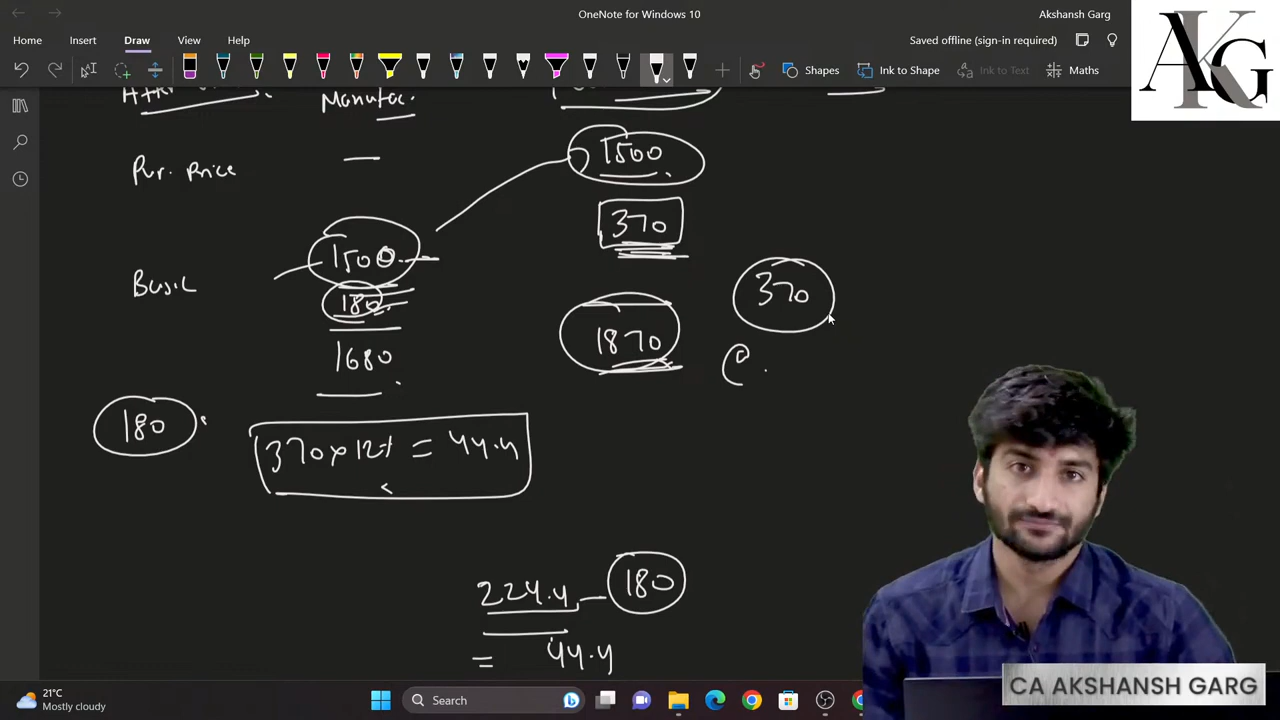 OneNote for Windows 10
Akshansh Garg
Home Insert Draw View Help
Saved offline (sign-in required)
Shapes
Ink to Shape
Ink to Text
Maths
AKG
Manufac.
Pur. Price — 1500
370
Basic 1500
180
370
1870
1680
180
370 x 12% = 44.4
224.4 — 180
= 44.4
CA AKSHANSH GARG
21°C
Mostly cloudy
Search